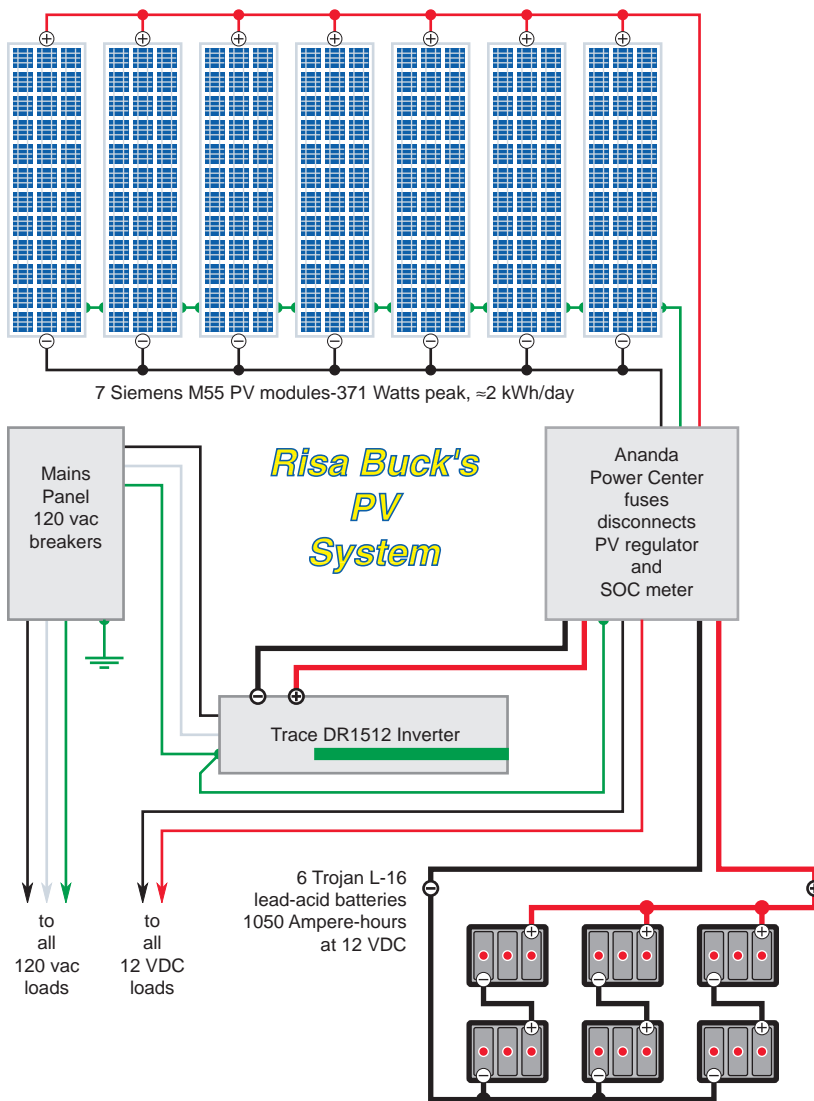 7 Siemens M55 PV modules-371 Watts peak, ≈2 kWh/day
Mains
Panel
120 vac
breakers
Risa Buck's
PV
System
Ananda
Power Center
fuses
disconnects
PV regulator
and
SOC meter
Trace DR1512 Inverter
6 Trojan L-16
lead-acid batteries
1050 Ampere-hours
at 12 VDC
to
all
120 vac
loads
to
all
12 VDC
loads